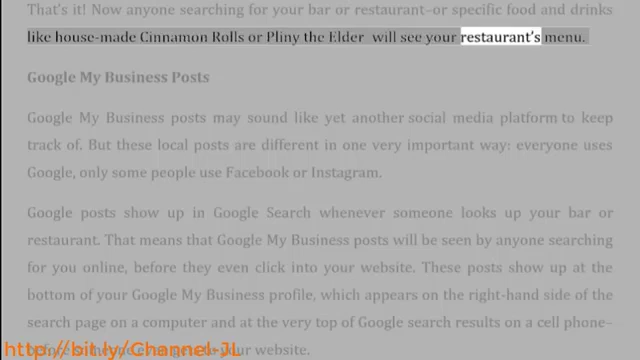 That's it! Now anyone searching for your bar or restaurant–or specific food and drinks
like house-made Cinnamon Rolls or Pliny the Elder will see your restaurant's menu.
Google My Business Posts
Google My Business posts may sound like yet another social media platform to keep
track of. But these local posts are different in one very important way: everyone uses
Google, only some people use Facebook or Instagram.
Google posts show up in Google Search whenever someone looks up your bar or
restaurant. That means that Google My Business posts will be seen by anyone searching
for you online, before they even click into your website. These posts show up at the
bottom of your Google My Business profile, which appears on the right-hand side of the
search page on a computer and at the very top of Google search results on a cell phone–
your website.
http://bit.ly/Channel-JL